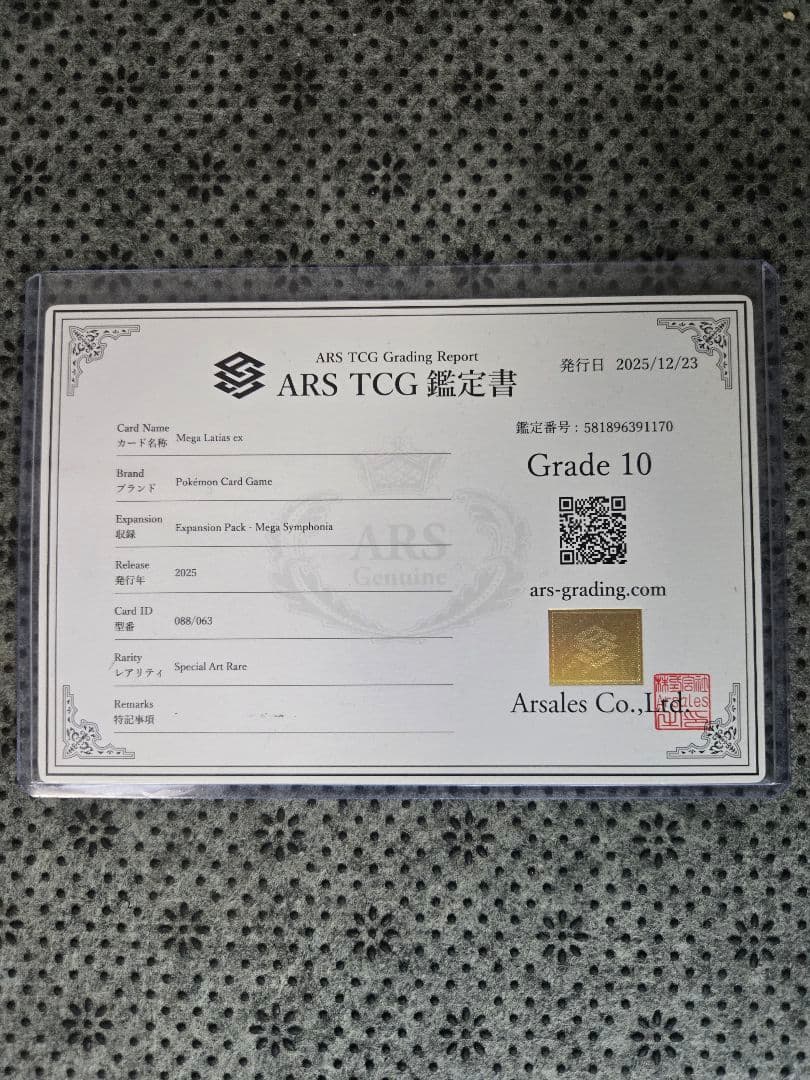 ARS TCG Grading Report
ARS TCG 鑑定書
発行日 2025/12/23
Card Name
カード名称 Mega Latias ex
Brand
ブランド Pokémon Card Game
Expansion
収録 Expansion Pack - Mega Symphonia
Release
発行年 2025
Card ID
型番 088/063
Rarity
レアリティ Special Art Rare
Remarks
特記事項 -
ARS
Genuine
鑑定番号 : 581896391170
Grade 10
ars-grading.com
Arsales Co.,Ltd.
Arsales